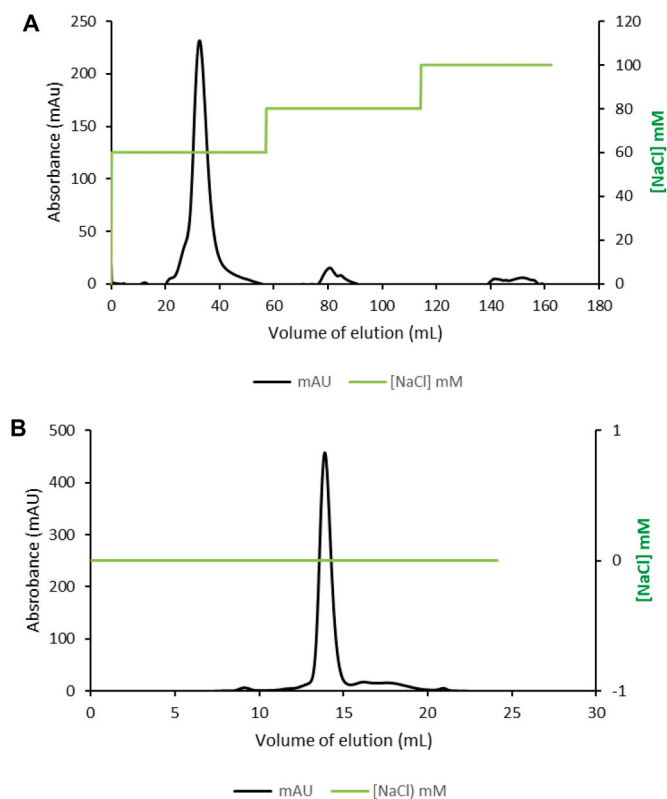 A
250
200
150
100
50
0
Absorbance (mAu)
120
100
80
60
40
20
0
[NaCl] mM
0 20 40 60 80 100 120 140 160 180
Volume of elution (mL)
mAU [NaCl] mM
B
500
400
300
200
100
0
Absrobance (mAU)
1
0
-1
[NaCl] mM
0 5 10 15 20 25 30
Volume of elution (mL)
mAU [NaCl) mM